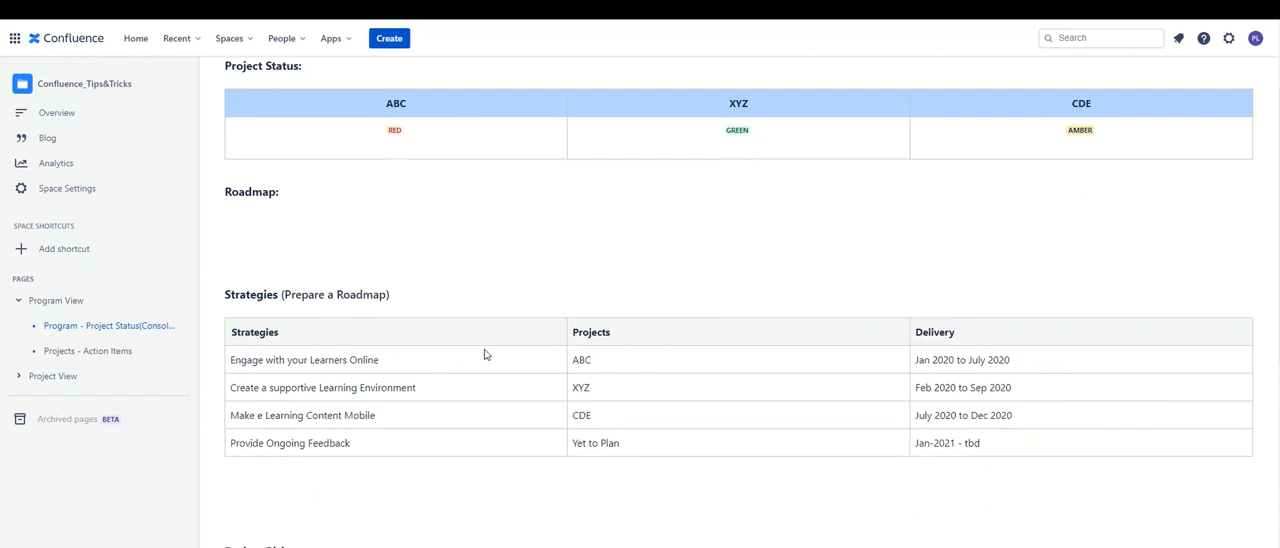 Confluence Home Recent Spaces People Apps Create Search PL
Confluence_Tips&Tricks
Overview
Blog
Analytics
Space Settings
SPACE SHORTCUTS
Add shortcut
PAGES
Program View
Program - Project Status(Consol...
Projects - Action Items
Project View
Archived pages BETA
Project Status:
ABC XYZ CDE
RED GREEN AMBER
Roadmap:
Strategies (Prepare a Roadmap)
Strategies Projects Delivery
Engage with your Learners Online ABC Jan 2020 to July 2020
Create a supportive Learning Environment XYZ Feb 2020 to Sep 2020
Make e Learning Content Mobile CDE July 2020 to Dec 2020
Provide Ongoing Feedback Yet to Plan Jan-2021 - tbd